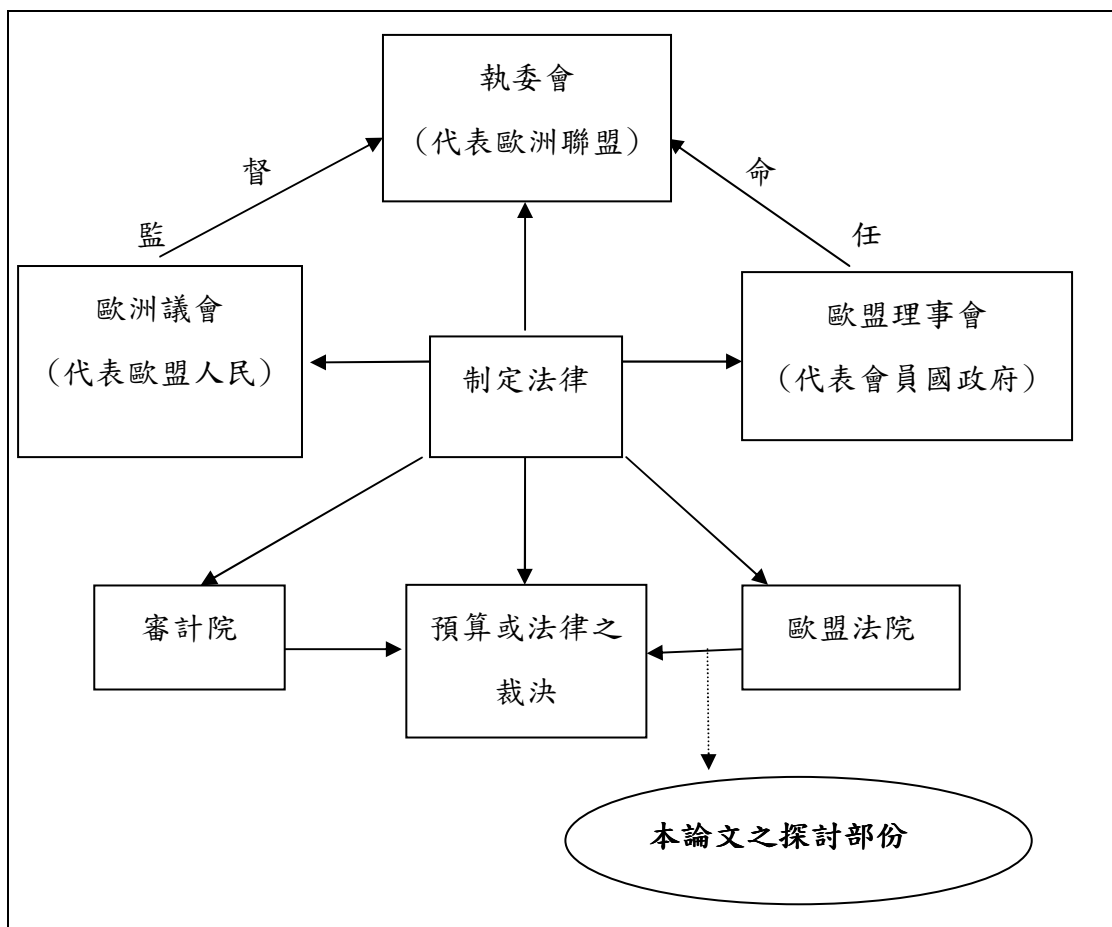 執委會
（代表歐洲聯盟）
監督
任命
歐洲議會
（代表歐盟人民）
制定法律
歐盟理事會
（代表會員國政府）
審計院
預算或法律之
裁決
歐盟法院
本論文之探討部份